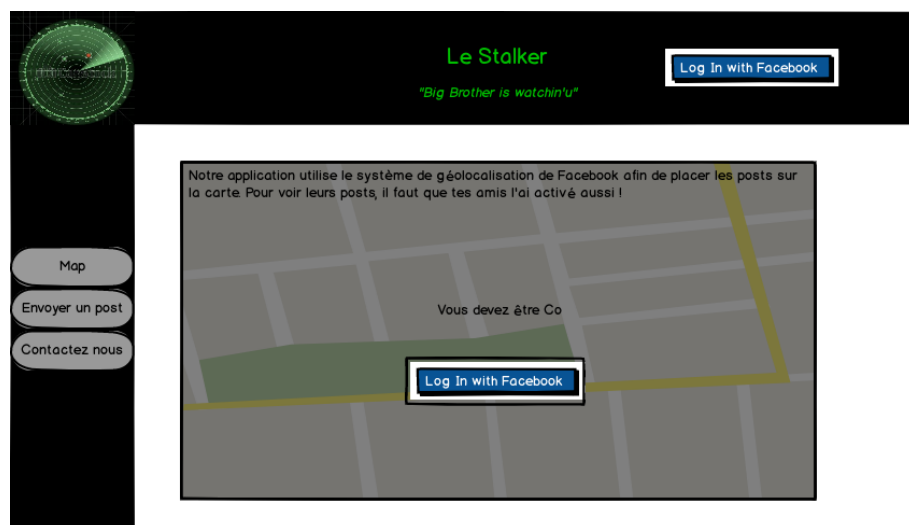 Le Stalker
"Big Brother is watchin'u"
Log In with Facebook
Notre application utilise le système de géolocalisation de Facebook afin de placer les posts sur
la carte. Pour voir leurs posts, il faut que tes amis l'ai activé aussi !
Map
Envoyer un post
Contactez nous
Vous devez être Co
Log In with Facebook